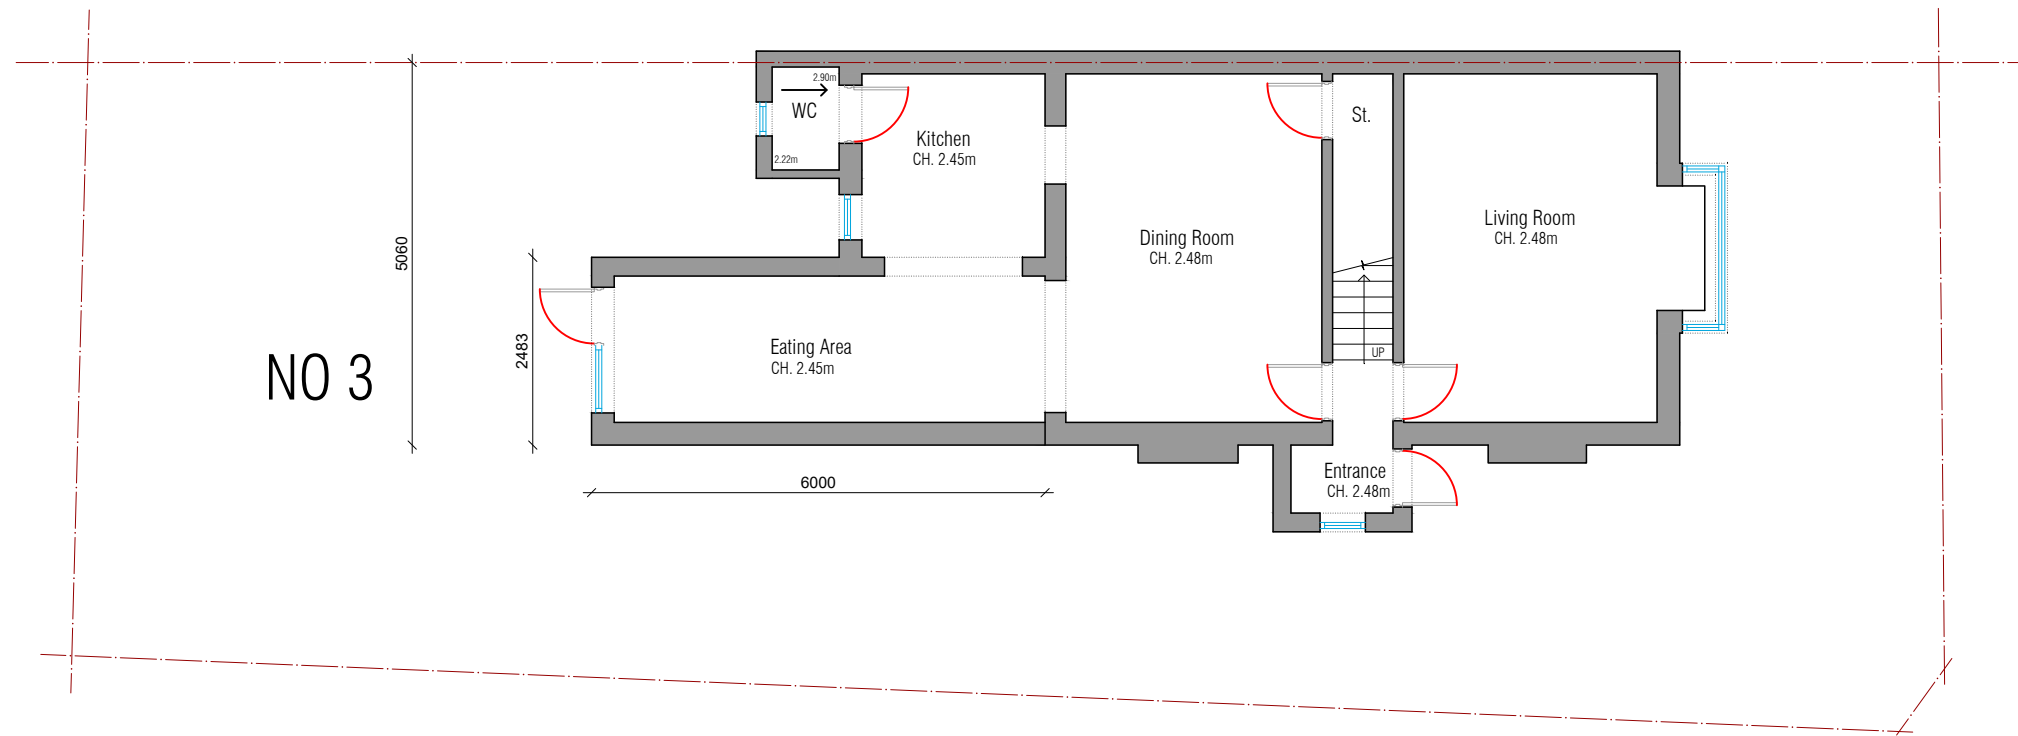 2.90m
WC
2.22m
Kitchen
CH. 2.45m
St.
Dining Room
CH. 2.48m
Living Room
CH. 2.48m
5060
2483
NO 3
Eating Area
CH. 2.45m
UP
Entrance
CH. 2.48m
6000